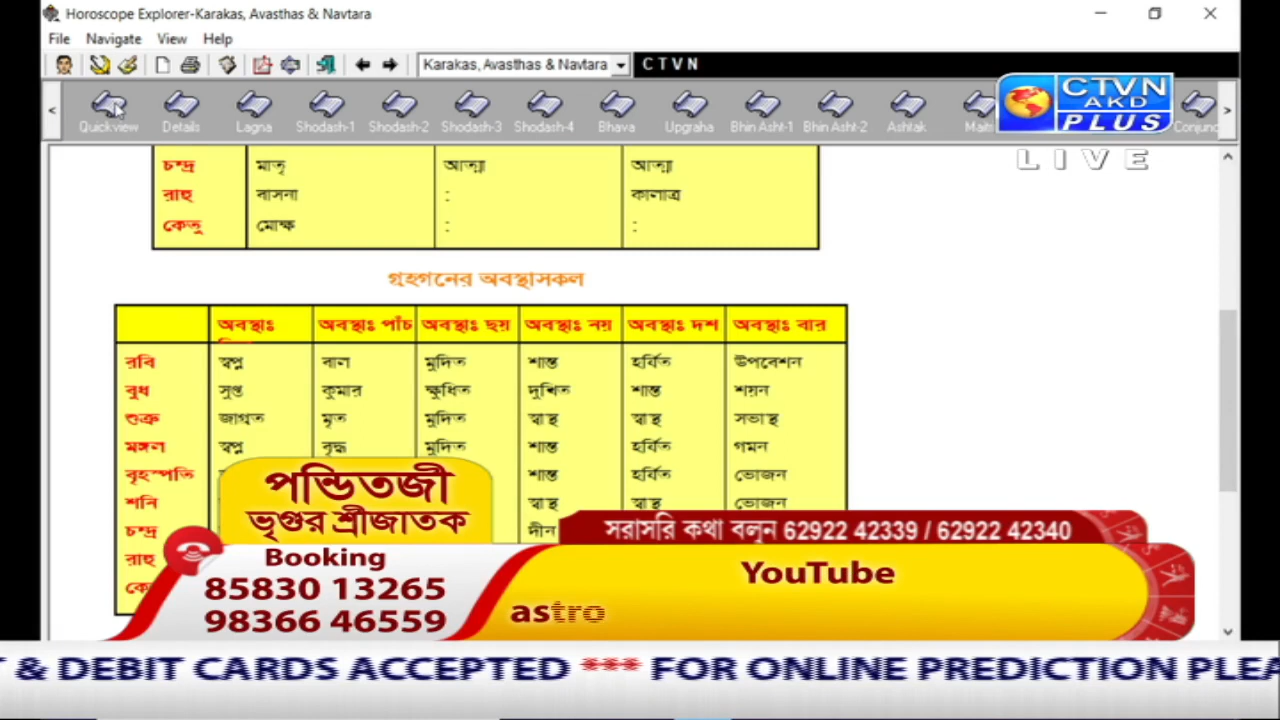 Horoscope Explorer-Karakas, Avasthas & Navtara
File Navigate View Help
Karakas, Avasthas & Navtara CTVN
Quickview Details Lagna Shodash-1 Shodash-2 Shodash-3 Shodash-4 Bhava Upgraha Bhin Asht-1 Bhin Asht-2 Ashtak
CTVN
AKD
PLUS
LIVE
চন্দ্র মাতৃ আত্মা আত্মা
রাহু বাসনা : কালাত্র
কেতু মোক্ষ : :
গ্রহগনের অবস্থাসকল
অবস্থাঃ অবস্থাঃ পাঁচ অবস্থাঃ ছয় অবস্থাঃ নয় অবস্থাঃ দশ অবস্থাঃ বার
রবি স্বপ্ন বাল মুদিত শান্ত হর্ষিত উপবেশন
বুধ সুপ্ত কুমার ক্ষুধিত দুখিত শান্ত শয়ন
শুক্র জাগ্রত মৃত মুদিত স্বাস্থ স্বাস্থ সভাস্থ
মঙ্গল স্বপ্ন বৃদ্ধ মুদিত শান্ত হর্ষিত গমন
বৃহস্পতি শান্ত হর্ষিত ভোজন
শনি স্বাস্থ স্বাস্থ ভোজন
চন্দ্র দীন
রাহু
পন্ডিতজী
ভৃগুর শ্রীজাতক
সরাসরি কথা বলুন 62922 42339 / 62922 42340
Booking
85830 13265
98366 46559
YouTube
astro
& DEBIT CARDS ACCEPTED *** FOR ONLINE PREDICTION PLEA